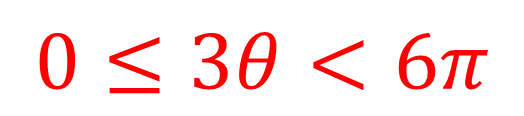 0 ≤ 3𝜃 < 6𝜋